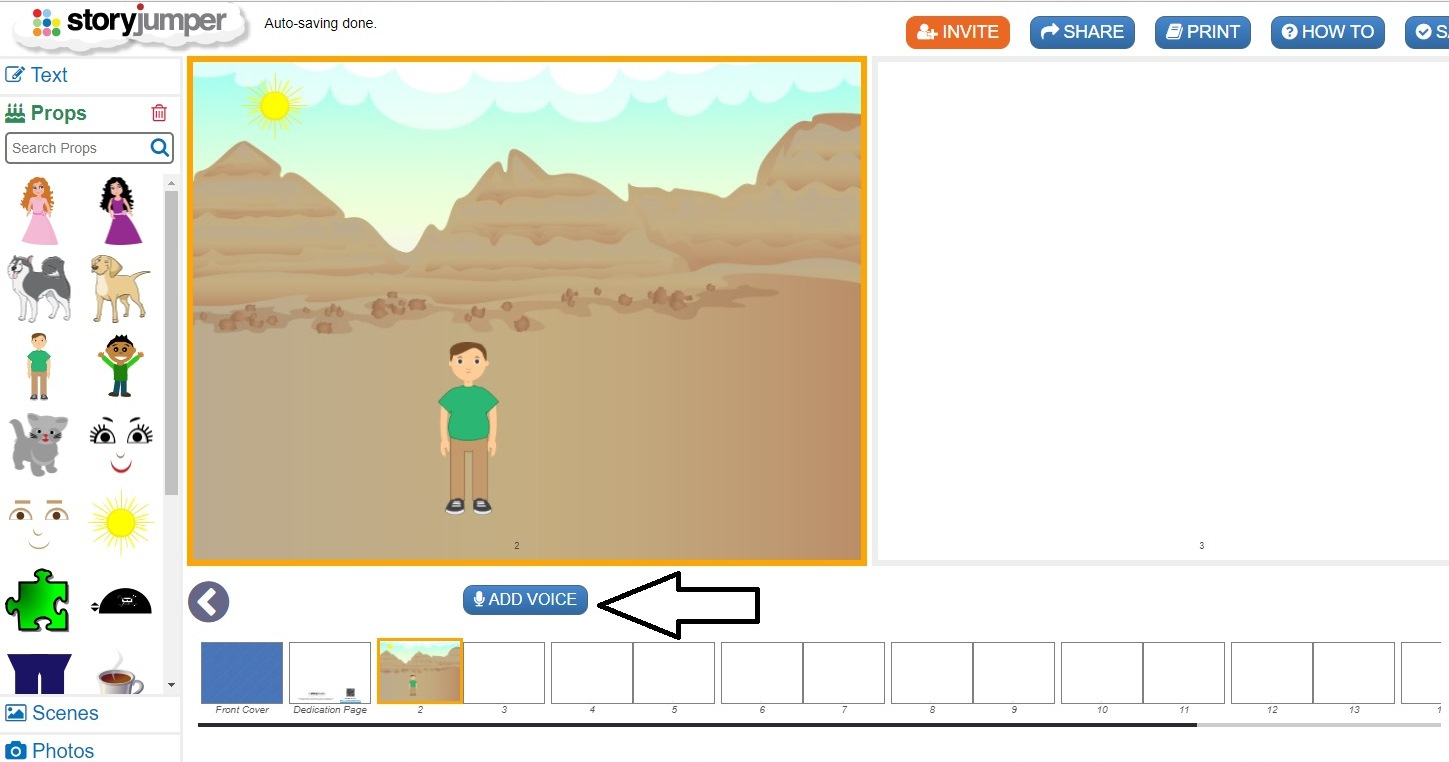 storyjumper
Auto-saving done.
INVITE
SHARE
PRINT
HOW TO
Text
Props
Search Props
2
3
ADD VOICE
Front Cover
Dedication Page
2
3
4
5
6
7
8
9
10
11
12
13
Scenes
Photos